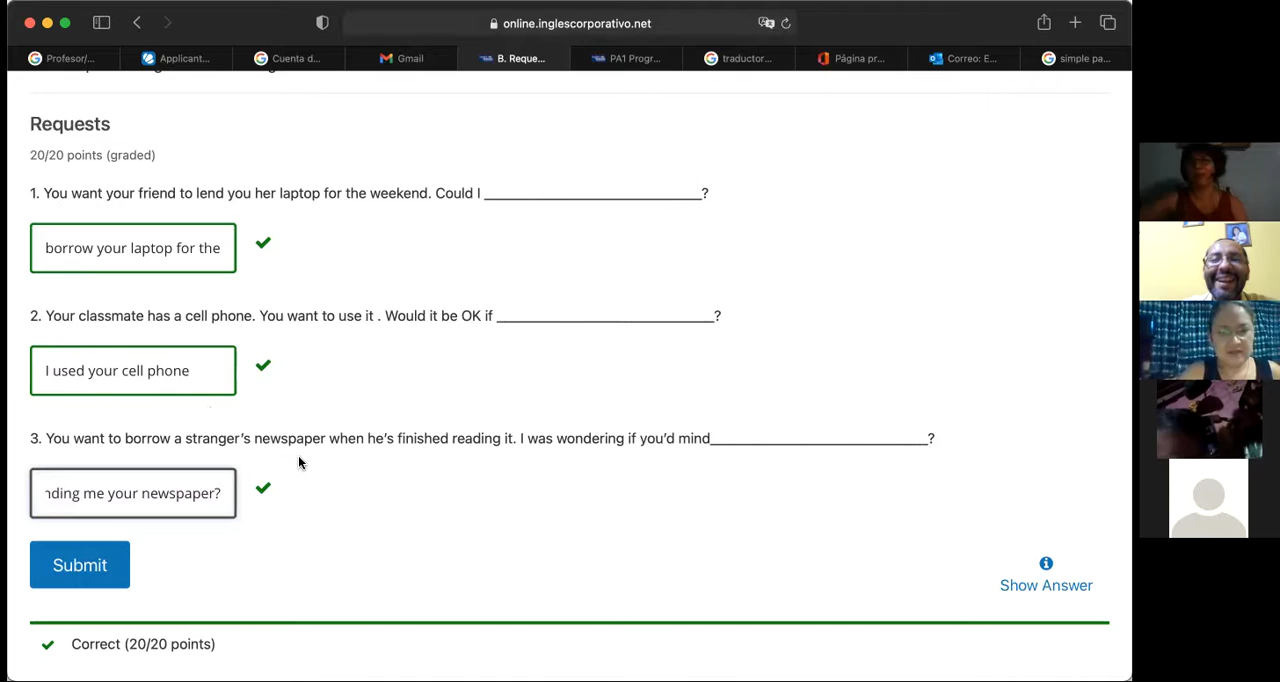 online.inglescorporativo.net
Profesor/...
Applicant...
Cuenta d...
Gmail
B. Reque...
PA1 Progr...
traductor...
Página pr...
Correo: E...
simple pa...
Requests
20/20 points (graded)
1. You want your friend to lend you her laptop for the weekend. Could I ___________________________?
borrow your laptop for the
2. Your classmate has a cell phone. You want to use it . Would it be OK if ___________________________?
I used your cell phone
3. You want to borrow a stranger’s newspaper when he’s finished reading it. I was wondering if you’d mind___________________________?
nding me your newspaper?
Submit
Show Answer
Correct (20/20 points)